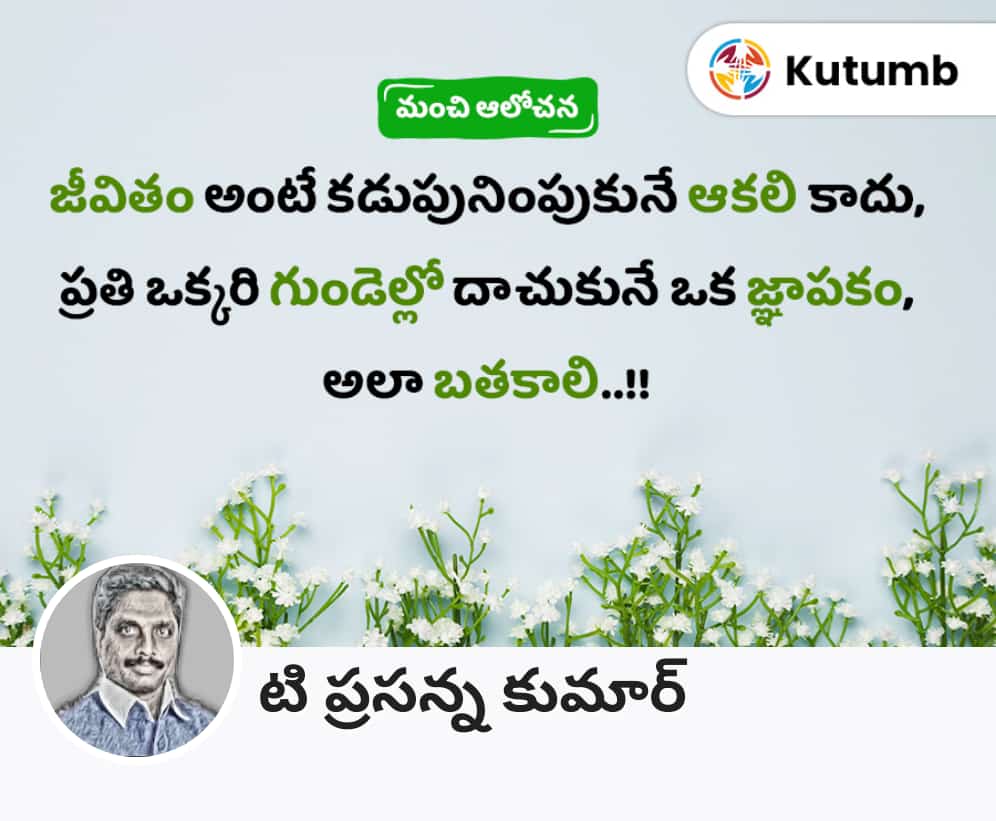 Kutumb
మంచి ఆలోచన
జీవితం అంటే కడుపునింపుకునే ఆకలి కాదు,
ప్రతి ఒక్కరి గుండెల్లో దాచుకునే ఒక జ్ఞాపకం,
అలా బతకాలి..!!
టి ప్రసన్న కుమార్